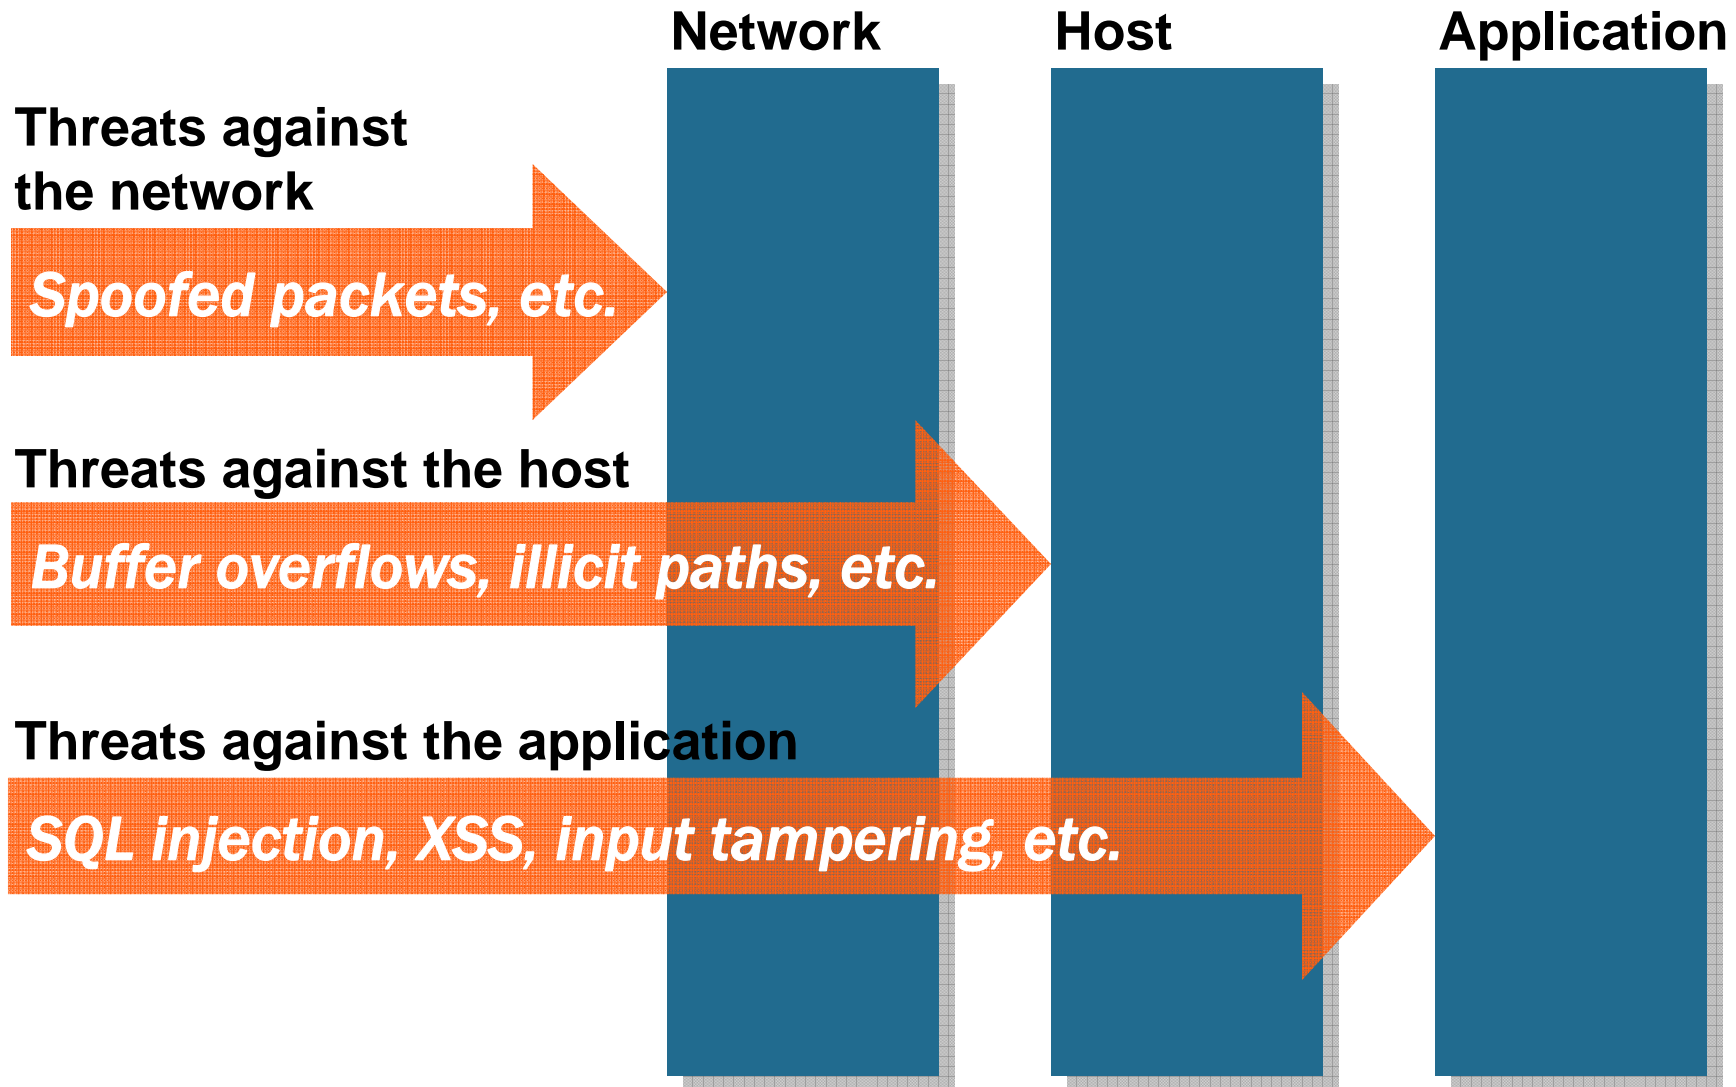 Network
Host
Application
Threats against
the network
Spoofed packets, etc.
Threats against the host
Buffer overflows, illicit paths, etc.
Threats against the application
SQL injection, XSS, input tampering, etc.